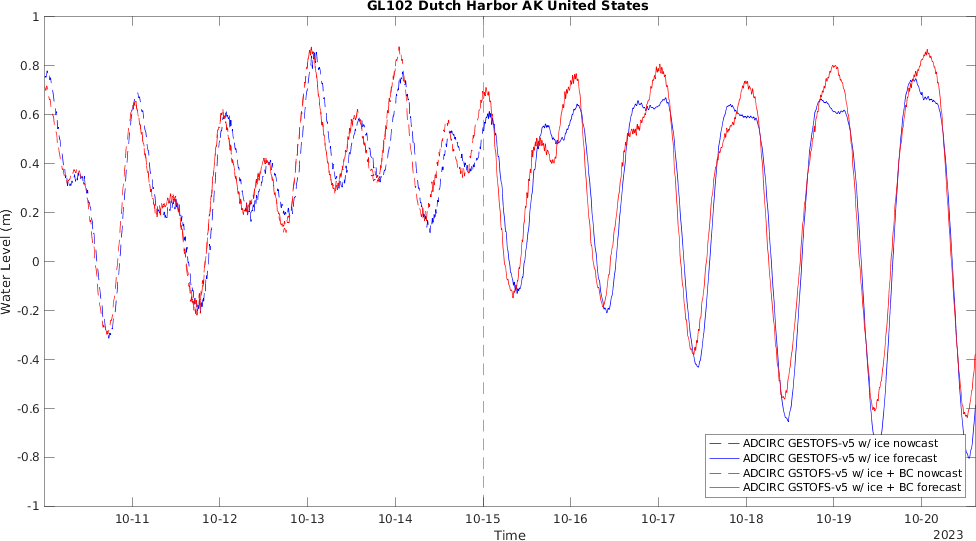 GL102 Dutch Harbor AK United States
1
0.8
0.6
0.4
0.2
0
-0.2
-0.4
-0.6
-0.8
-1
Water Level (m)
10-11 10-12 10-13 10-14 10-15 10-16 10-17 10-18 10-19 10-20
Time
2023
ADCIRC GESTOFS-v5 w/ ice nowcast
ADCIRC GESTOFS-v5 w/ ice forecast
ADCIRC GSTOFS-v5 w/ ice + BC nowcast
ADCIRC GSTOFS-v5 w/ ice + BC forecast